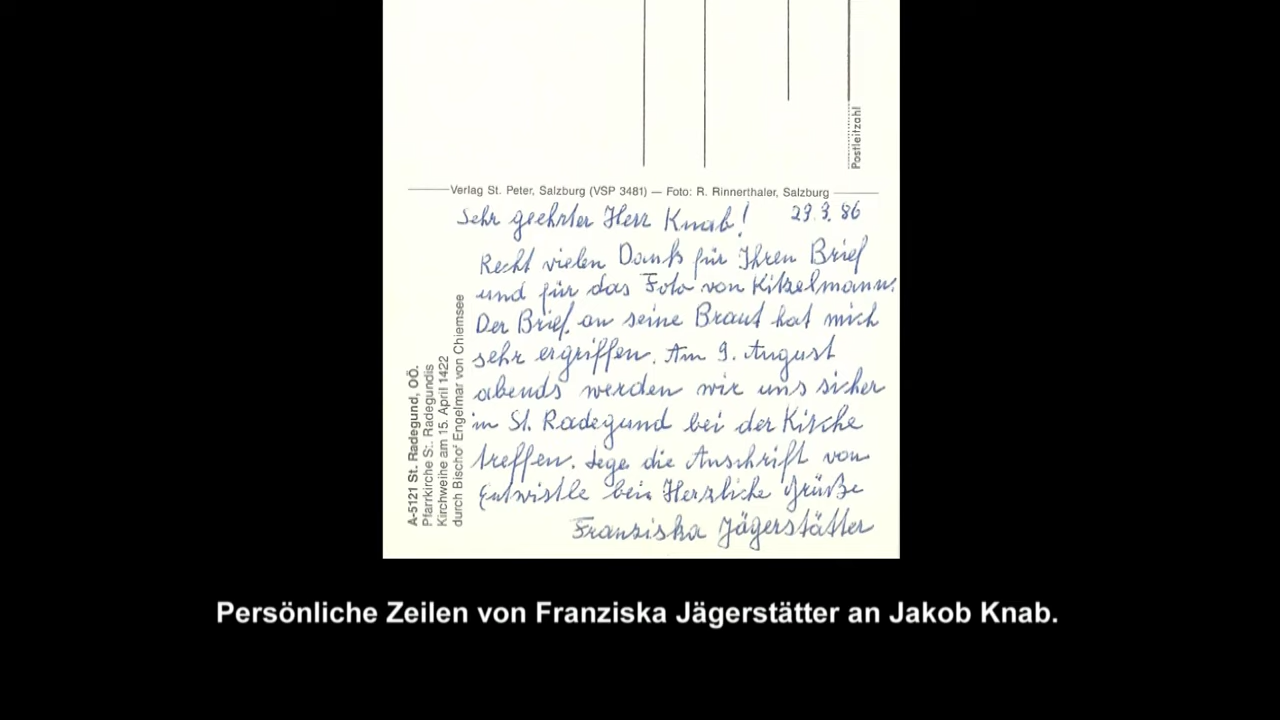 Postleitzahl
Verlag St. Peter, Salzburg (VSP 3481) — Foto: R. Rinnerthaler, Salzburg
Sehr geehrter Herr Knab! 29.3.86
Recht vielen Dank für Ihren Brief
und für das Foto von Kitzelmann.
Der Brief an seine Braut hat mich
sehr ergriffen. Am 9. August
abends werden wir uns sicher
in St. Radegund bei der Kirche
treffen. Lege die Anschrift von
Entwistle bei. Herzliche Grüße
Franziska Jägerstätter
A-5121 St. Radegund, OÖ.
Pfarrkirche St. Radegundis
Kirchweihe am 15. April 1422
durch Bischof Engelmar von Chiemsee
Persönliche Zeilen von Franziska Jägerstätter an Jakob Knab.